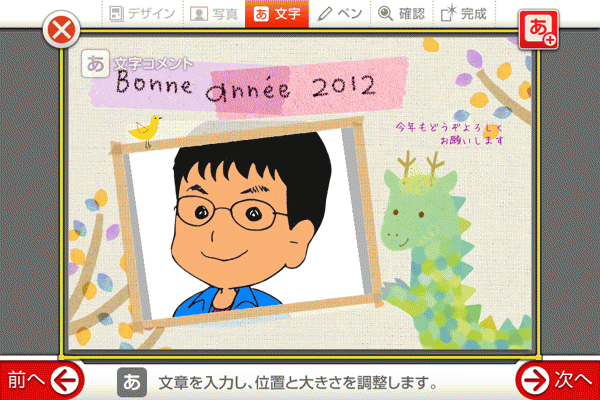 デザイン 写真 あ 文字 ペン 確認 完成
あ
あ 文字コメント
Bonne année 2012
今年もどうぞよろしく
お願いします
前へ あ 文章を入力し、位置と大きさを調整します。 次へ